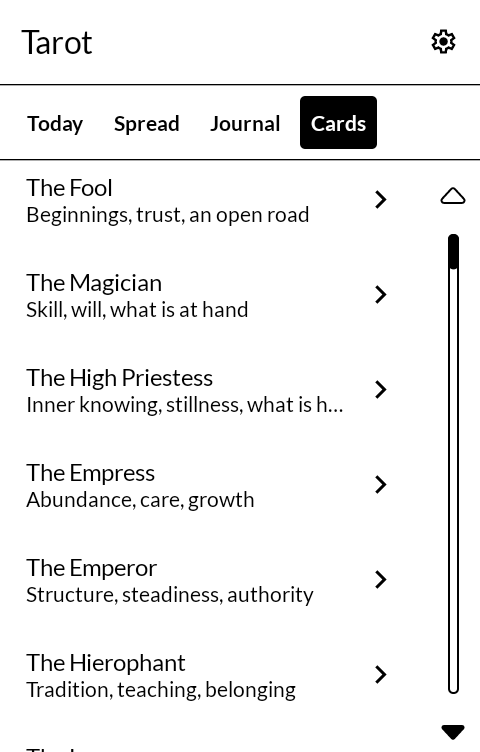 Tarot
Today Spread Journal Cards
The Fool
Beginnings, trust, an open road
The Magician
Skill, will, what is at hand
The High Priestess
Inner knowing, stillness, what is h...
The Empress
Abundance, care, growth
The Emperor
Structure, steadiness, authority
The Hierophant
Tradition, teaching, belonging